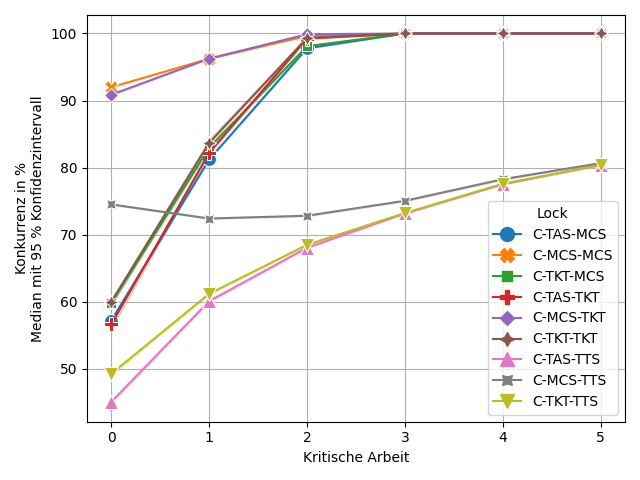 100
90
80
70
60
50
Konkurrenz in %
Median mit 95 % Konfidenzintervall
0 1 2 3 4 5
Kritische Arbeit
Lock
C-TAS-MCS
C-MCS-MCS
C-TKT-MCS
C-TAS-TKT
C-MCS-TKT
C-TKT-TKT
C-TAS-TTS
C-MCS-TTS
C-TKT-TTS